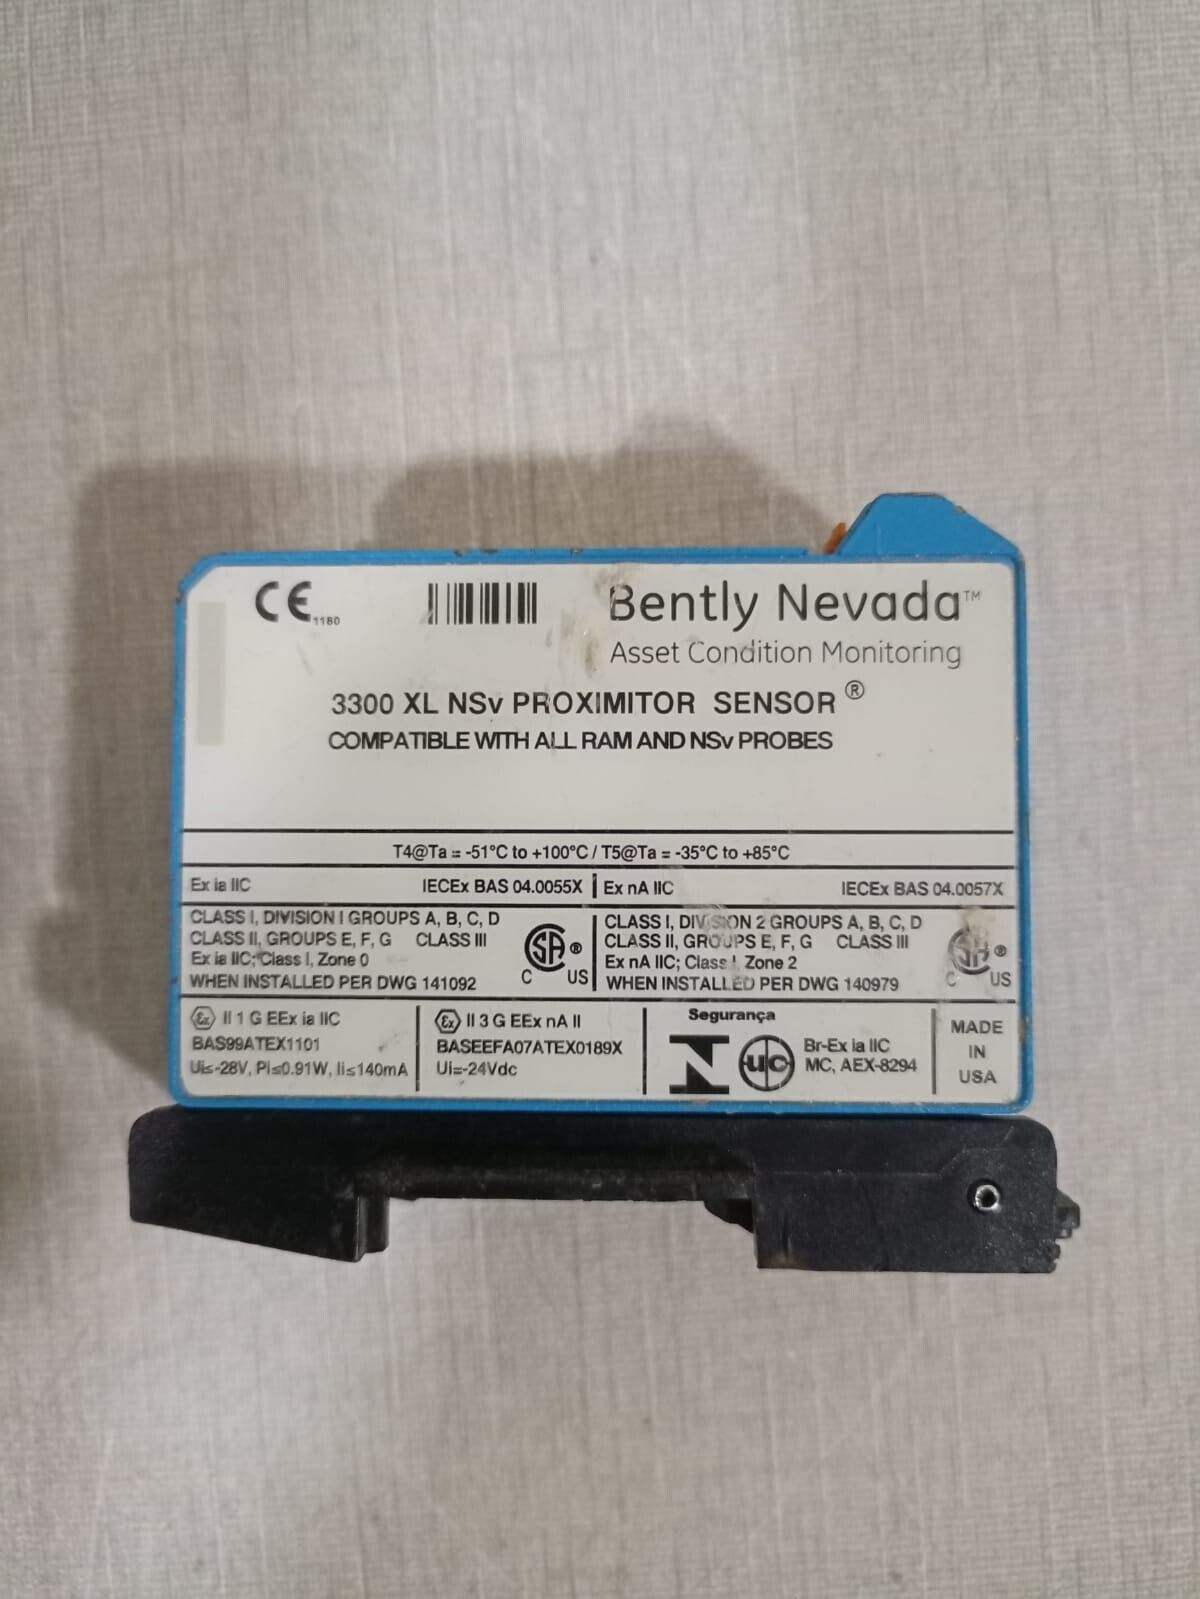 CE 1180
Bently Nevada™
Asset Condition Monitoring
3300 XL NSv PROXIMITOR SENSOR®
COMPATIBLE WITH ALL RAM AND NSv PROBES
T4@Ta = -51°C to +100°C / T5@Ta = -35°C to +85°C
Ex ia IIC IECEx BAS 04.0055X
Ex nA IIC IECEx BAS 04.0057X
CLASS I, DIVISION I GROUPS A, B, C, D
CLASS II, GROUPS E, F, G CLASS III
Ex ia IIC; Class I, Zone 0
WHEN INSTALLED PER DWG 141092
C SA ® US
CLASS I, DIVISION 2 GROUPS A, B, C, D
CLASS II, GROUPS E, F, G CLASS III
Ex nA IIC; Class I, Zone 2
WHEN INSTALLED PER DWG 140979
C SA ® US
Ex II 1 G EEx ia IIC
BAS99ATEX1101
Ui≤-28V, Pi≤0.91W, Ii≤140mA
Ex II 3 G EEx nA II
BASEEFA07ATEX0189X
Ui=-24Vdc
Segurança
UC
Br-Ex ia IIC
MC, AEX-8294
MADE
IN
USA